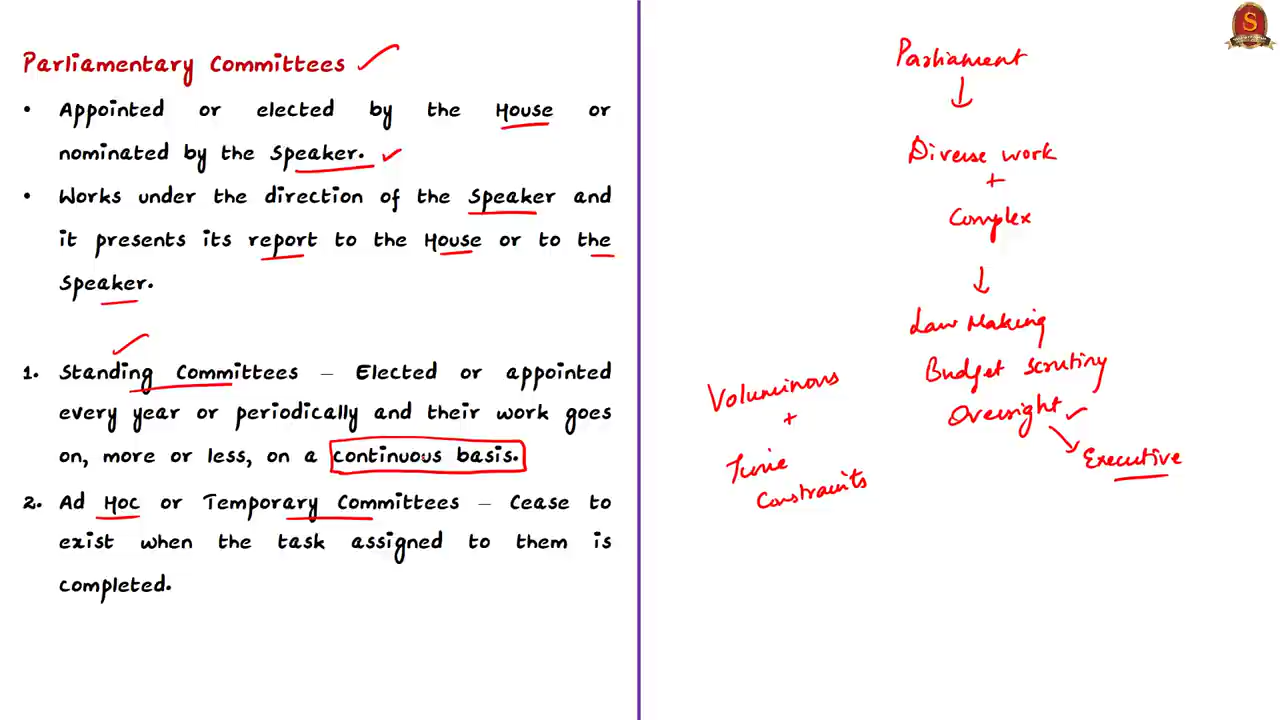 Parliamentary Committees
• Appointed or elected by the House or
nominated by the Speaker.
• Works under the direction of the Speaker and
it presents its report to the House or to the
Speaker.
1. Standing Committees – Elected or appointed
every year or periodically and their work goes
on, more or less, on a continuous basis.
2. Ad Hoc or Temporary Committees – Cease to
exist when the task assigned to them is
completed.
Parliament
Diverse work
+
Complex
Law Making
Budget scrutiny
Oversight
Executive
Voluminous
+
Time
Constraints
S